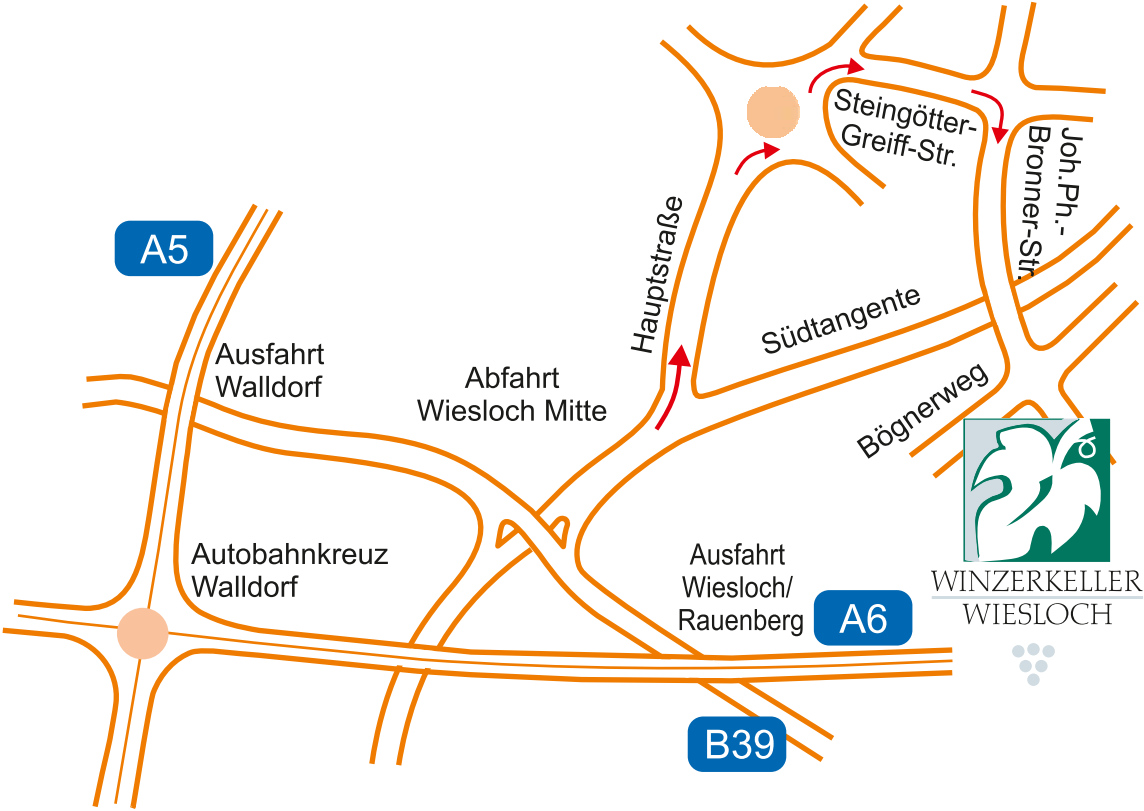 Steingötter-
Greiff-Str.
Joh.Ph.-
Bronner-Str.
Hauptstraße
A5
Südtangente
Ausfahrt
Walldorf
Abfahrt
Wiesloch Mitte
Bögnerweg
Autobahnkreuz
Walldorf
Ausfahrt
Wiesloch/
Rauenberg
A6
WINZERKELLER
WIESLOCH
B39